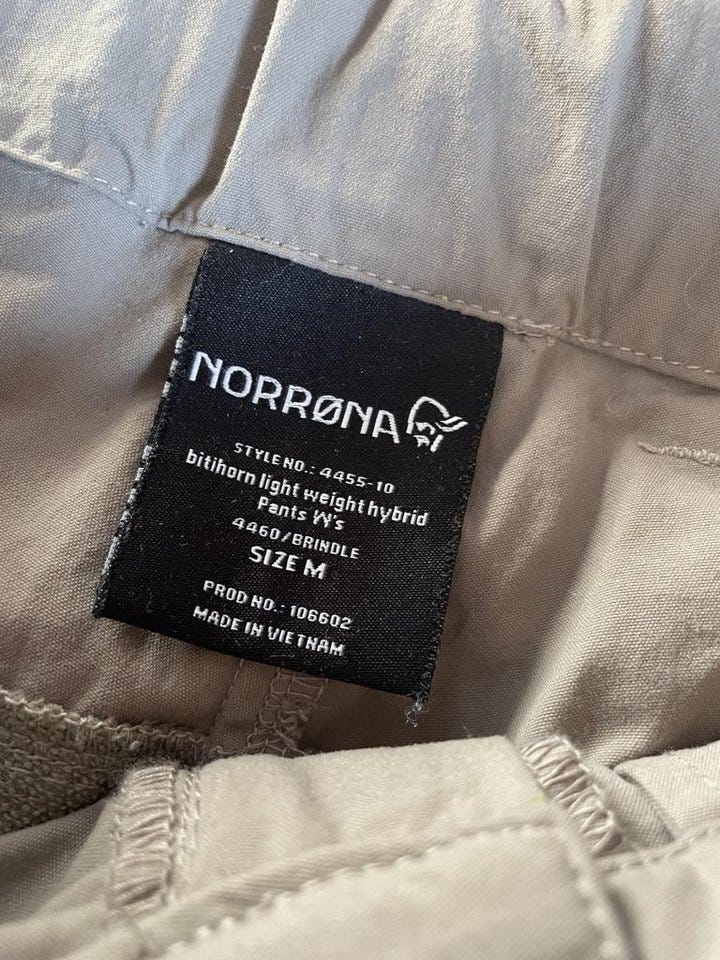 NORRØNA
STYLE NO.: 4455-10
bitihorn light weight hybrid
Pants W's
4460/BRINDLE
SIZE M
PROD NO.: 106602
MADE IN VIETNAM